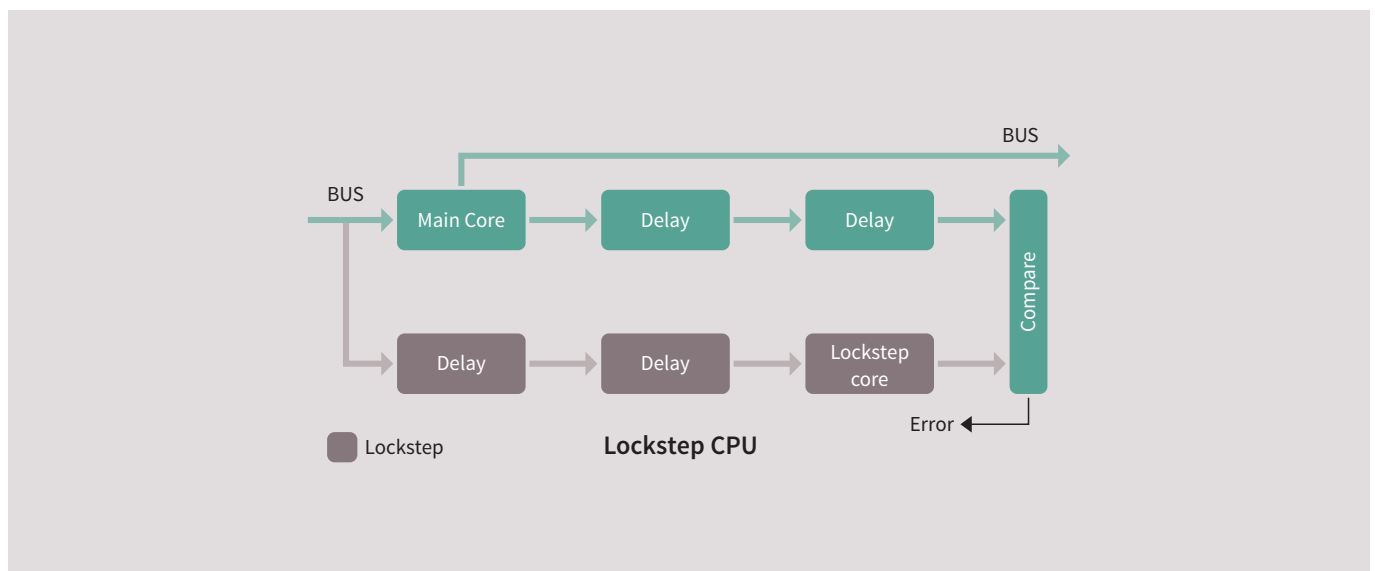 BUS
BUS
Main Core
Delay
Delay
Compare
Delay
Delay
Lockstep
core
Error
Lockstep
Lockstep CPU